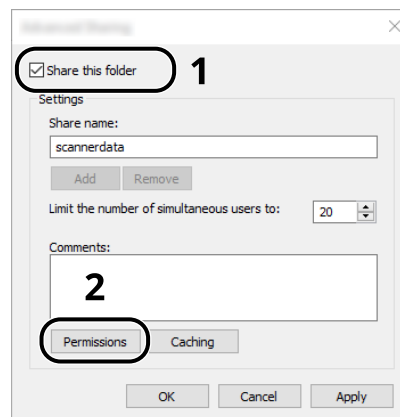 Share this folder 1
Settings
Share name:
scannerdata
Add Remove
Limit the number of simultaneous users to: 20
Comments:
2
Permissions Caching
OK Cancel Apply